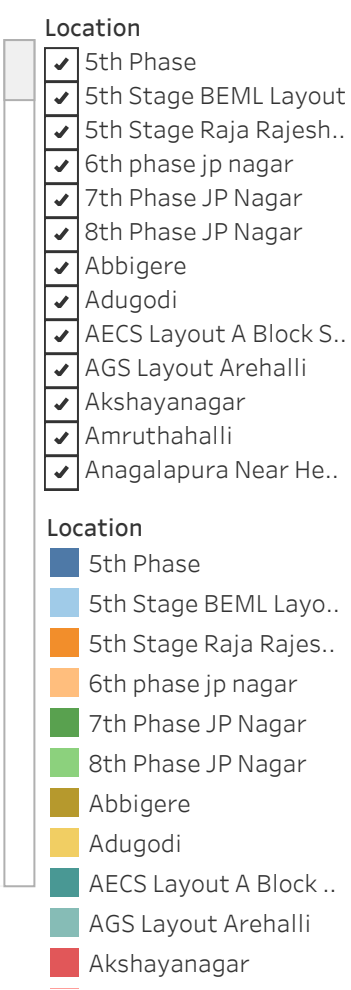 Location
5th Phase
5th Stage BEML Layout
5th Stage Raja Rajesh..
6th phase jp nagar
7th Phase JP Nagar
8th Phase JP Nagar
Abbigere
Adugodi
AECS Layout A Block S..
AGS Layout Arehalli
Akshayanagar
Amruthahalli
Anagalapura Near He..
Location
5th Phase
5th Stage BEML Layo..
5th Stage Raja Rajes..
6th phase jp nagar
7th Phase JP Nagar
8th Phase JP Nagar
Abbigere
Adugodi
AECS Layout A Block ..
AGS Layout Arehalli
Akshayanagar